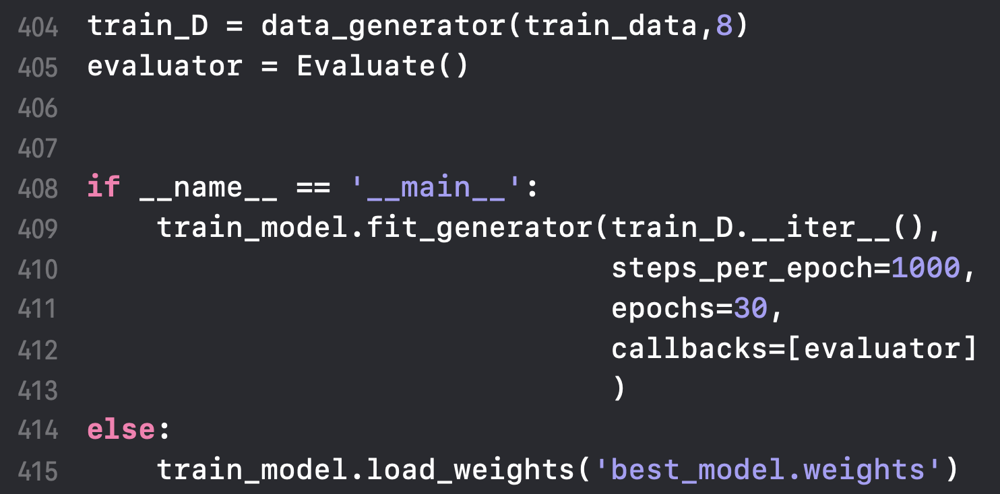 404 train_D = data_generator(train_data,8)
405 evaluator = Evaluate()
406
407
408 if __name__ == '__main__':
409     train_model.fit_generator(train_D.__iter__(),
410                               steps_per_epoch=1000,
411                               epochs=30,
412                               callbacks=[evaluator]
413                               )
414 else:
415     train_model.load_weights('best_model.weights')